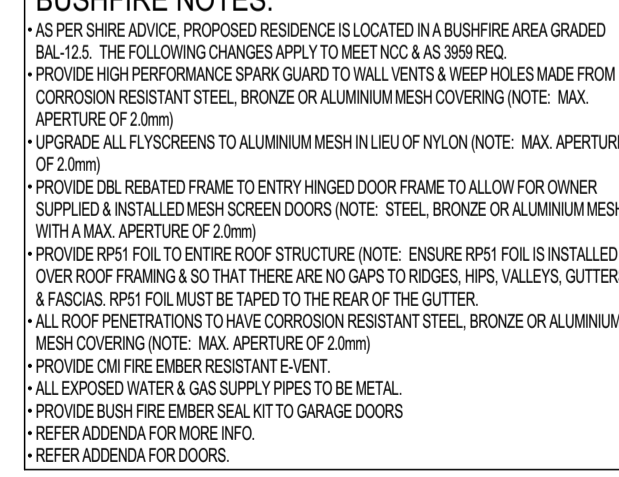 BUSHFIRE NOTES:
• AS PER SHIRE ADVICE, PROPOSED RESIDENCE IS LOCATED IN A BUSHFIRE AREA GRADED
BAL-12.5. THE FOLLOWING CHANGES APPLY TO MEET NCC & AS 3959 REQ.
• PROVIDE HIGH PERFORMANCE SPARK GUARD TO WALL VENTS & WEEP HOLES MADE FROM
CORROSION RESISTANT STEEL, BRONZE OR ALUMINIUM MESH COVERING (NOTE: MAX.
APERTURE OF 2.0mm)
• UPGRADE ALL FLYSCREENS TO ALUMINIUM MESH IN LIEU OF NYLON (NOTE: MAX. APERTURE
OF 2.0mm)
• PROVIDE DBL REBATED FRAME TO ENTRY HINGED DOOR FRAME TO ALLOW FOR OWNER
SUPPLIED & INSTALLED MESH SCREEN DOORS (NOTE: STEEL, BRONZE OR ALUMINIUM MESH
WITH A MAX. APERTURE OF 2.0mm)
• PROVIDE RP51 FOIL TO ENTIRE ROOF STRUCTURE (NOTE: ENSURE RP51 FOIL IS INSTALLED
OVER ROOF FRAMING & SO THAT THERE ARE NO GAPS TO RIDGES, HIPS, VALLEYS, GUTTERS
& FASCIAS. RP51 FOIL MUST BE TAPED TO THE REAR OF THE GUTTER.
• ALL ROOF PENETRATIONS TO HAVE CORROSION RESISTANT STEEL, BRONZE OR ALUMINIUM
MESH COVERING (NOTE: MAX. APERTURE OF 2.0mm)
• PROVIDE CMI FIRE EMBER RESISTANT E-VENT.
• ALL EXPOSED WATER & GAS SUPPLY PIPES TO BE METAL.
• PROVIDE BUSH FIRE EMBER SEAL KIT TO GARAGE DOORS
• REFER ADDENDA FOR MORE INFO.
• REFER ADDENDA FOR DOORS.